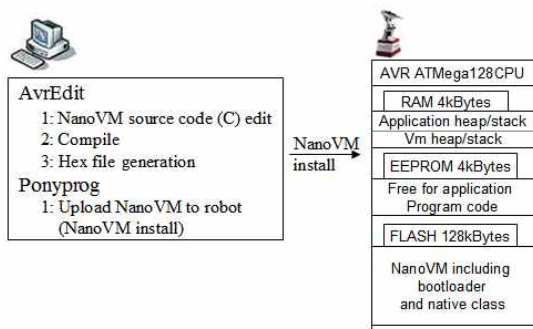 AvrEdit
1: NanoVM source code (C) edit
2: Compile
3: Hex file generation
Ponyprog
1: Upload NanoVM to robot
(NanoVM install)
NanoVM
install
AVR ATMega128CPU
RAM 4kBytes
Application heap/stack
Vm heap/stack
EEPROM 4kBytes
Free for application
Program code
FLASH 128kBytes
NanoVM including
bootloader
and native class